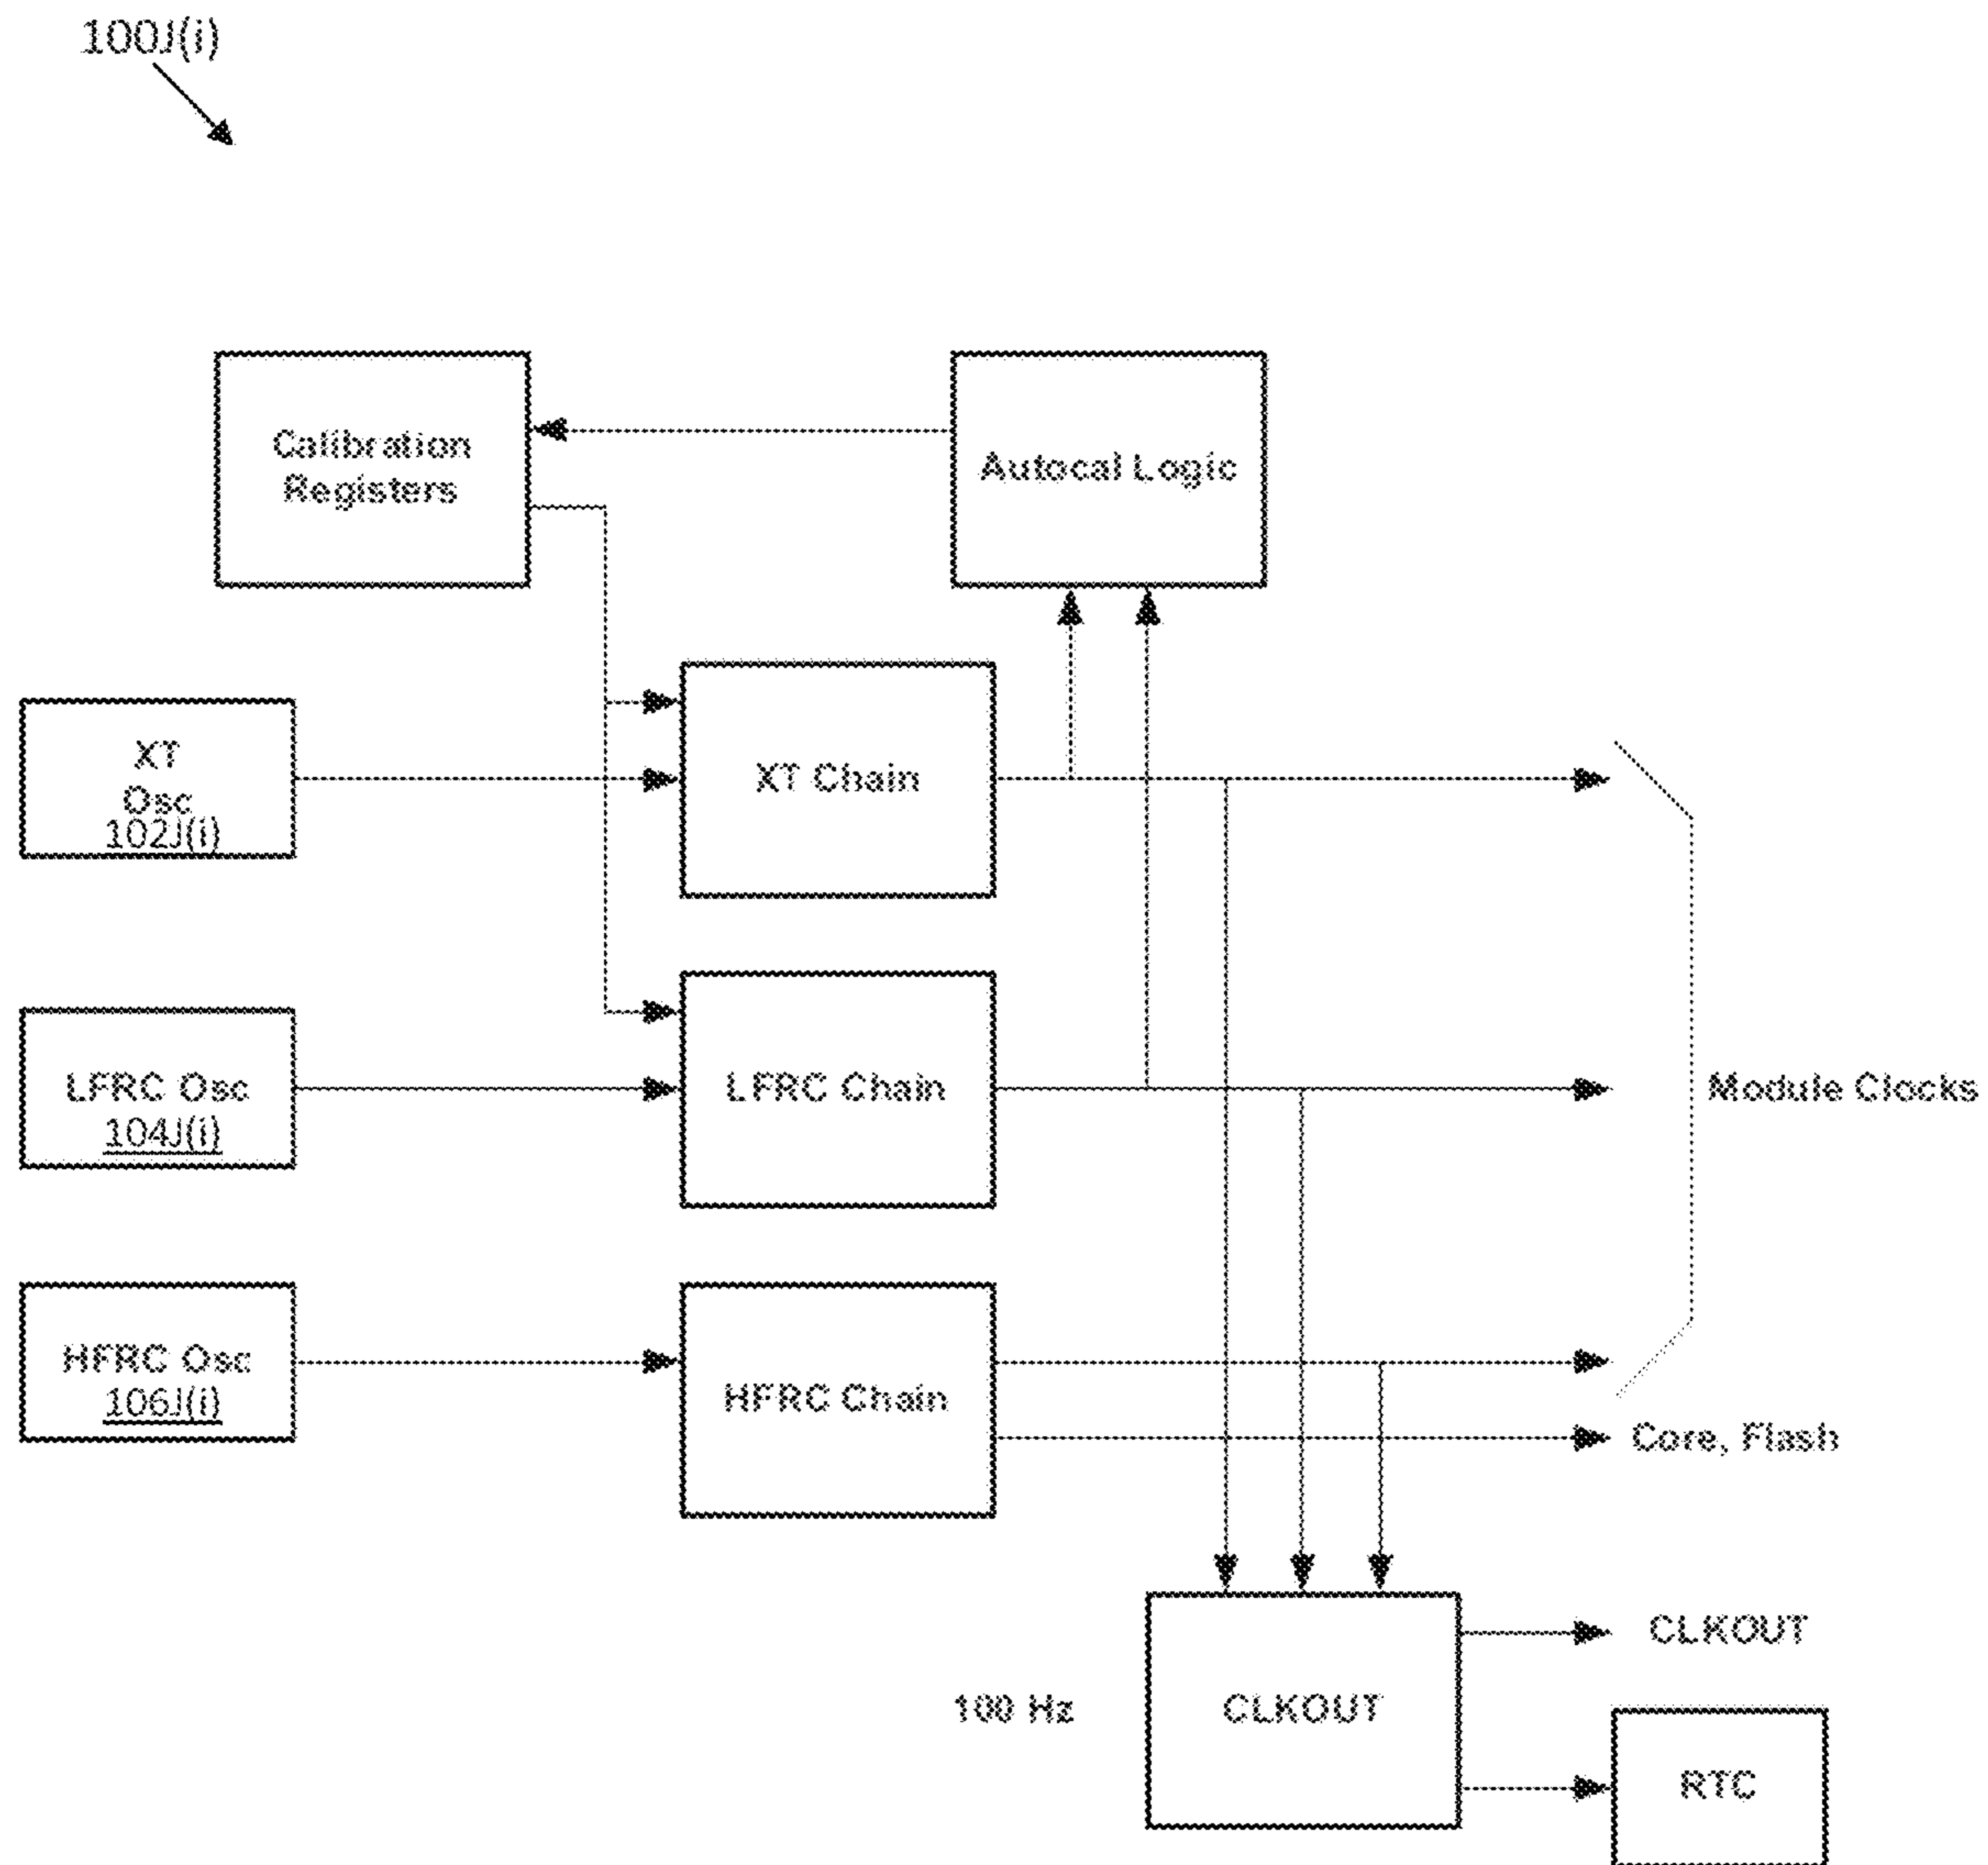 100J(i)
Calibration
Registers
Autocal Logic
XT
Osc
102J(i)
XT Chain
LFRC Osc
104J(i)
LFRC Chain
Module Clocks
HFRC Osc
106J(i)
HFRC Chain
Core, Flash
CLKOUT
100 Hz
CLKOUT
RTC